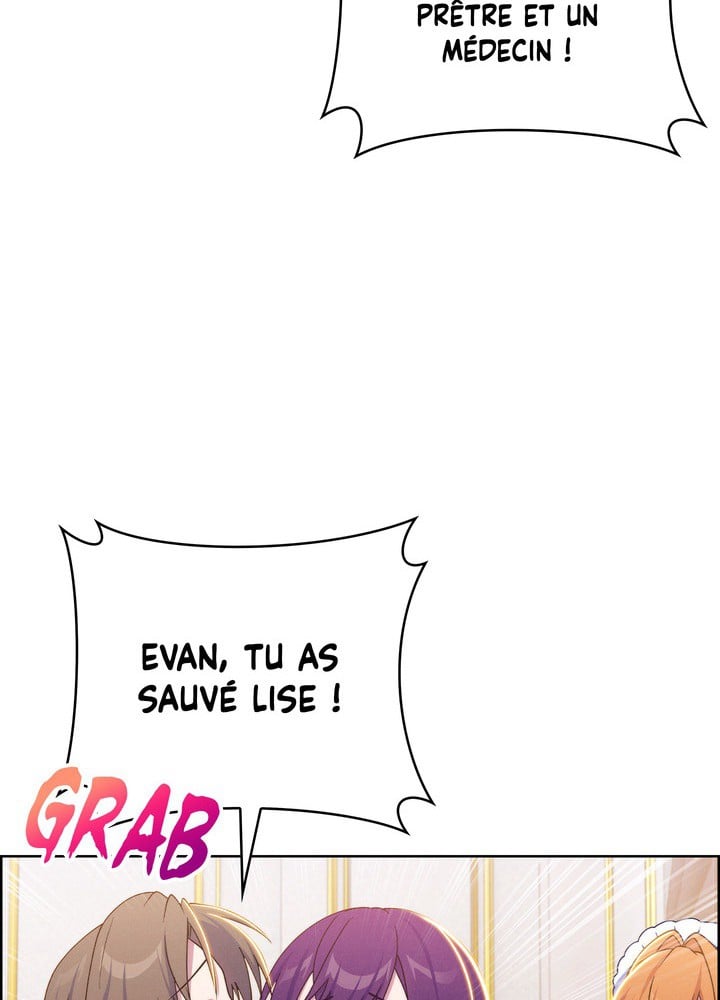 PRÊTRE ET UN
MÉDECIN !
EVAN, TU AS
SAUVÉ LISE !
GRAB